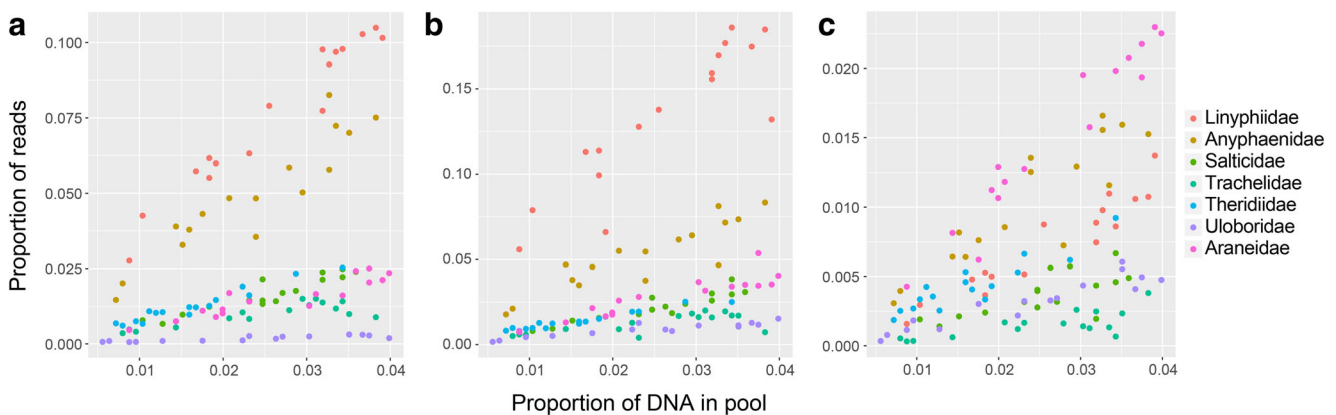 a
b
c
Proportion of reads
0.100
0.075
0.050
0.025
0.000
0.01 0.02 0.03 0.04
0.15
0.10
0.05
0.00
0.01 0.02 0.03 0.04
0.020
0.015
0.010
0.005
0.000
0.01 0.02 0.03 0.04
Proportion of DNA in pool
Linyphiidae
Anyphaenidae
Salticidae
Trachelidae
Theridiidae
Uloboridae
Araneidae